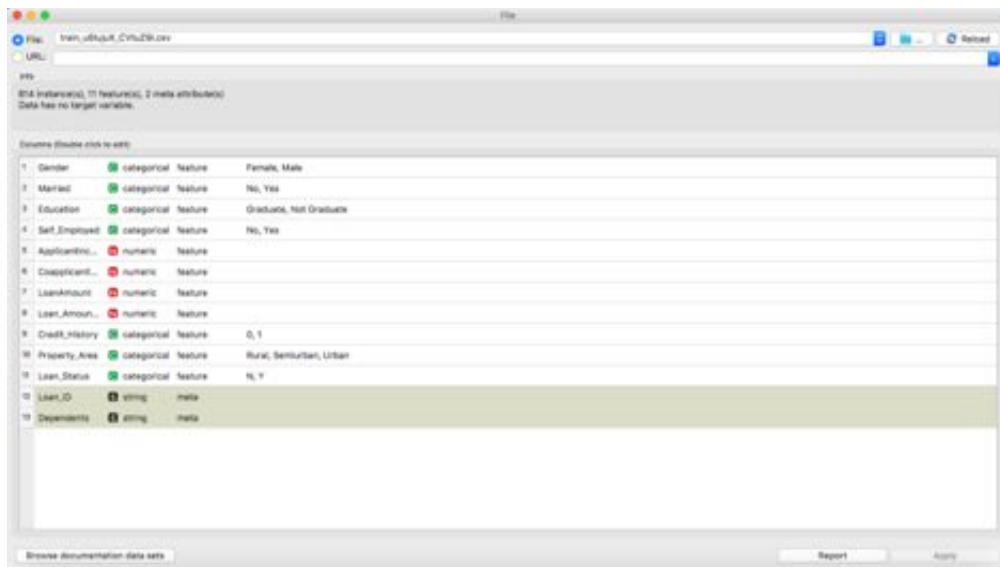 File
File: train_u6lujuX_CVtuZ9i.csv ... Reload
URL:
Info
614 instance(s), 11 feature(s), 2 meta attribute(s)
Data has no target variable.
Columns (Double click to edit)
1 Gender C categorical feature Female, Male
2 Married C categorical feature No, Yes
3 Education C categorical feature Graduate, Not Graduate
4 Self_Employed C categorical feature No, Yes
5 ApplicantInc... N numeric feature
6 Coapplicant... N numeric feature
7 LoanAmount N numeric feature
8 Loan_Amoun... N numeric feature
9 Credit_History C categorical feature 0, 1
10 Property_Area C categorical feature Rural, Semiurban, Urban
11 Loan_Status C categorical feature N, Y
12 Loan_ID S string meta
13 Dependents S string meta
Browse documentation data sets Report Apply